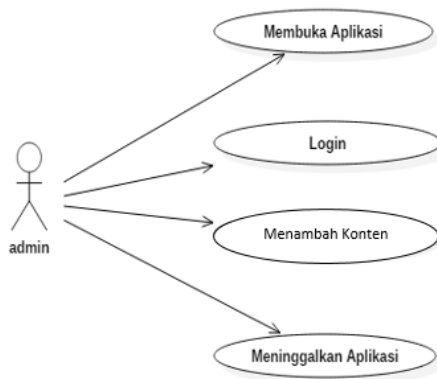 Membuka Aplikasi
Login
admin
Menambah Konten
Meninggalkan Aplikasi